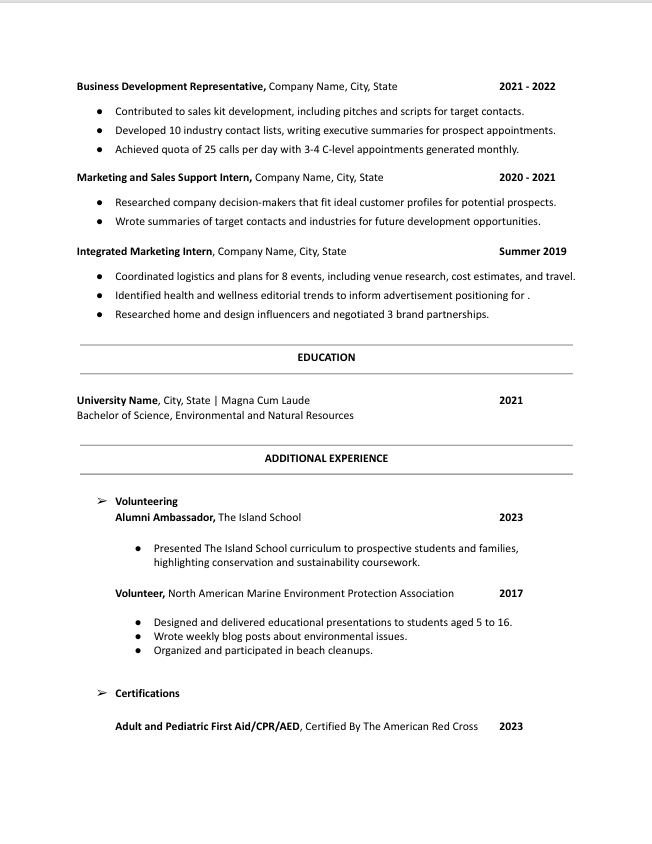 Business Development Representative, Company Name, City, State 2021 - 2022
● Contributed to sales kit development, including pitches and scripts for target contacts.
● Developed 10 industry contact lists, writing executive summaries for prospect appointments.
● Achieved quota of 25 calls per day with 3-4 C-level appointments generated monthly.
Marketing and Sales Support Intern, Company Name, City, State 2020 - 2021
● Researched company decision-makers that fit ideal customer profiles for potential prospects.
● Wrote summaries of target contacts and industries for future development opportunities.
Integrated Marketing Intern, Company Name, City, State Summer 2019
● Coordinated logistics and plans for 8 events, including venue research, cost estimates, and travel.
● Identified health and wellness editorial trends to inform advertisement positioning for .
● Researched home and design influencers and negotiated 3 brand partnerships.
EDUCATION
University Name, City, State | Magna Cum Laude 2021
Bachelor of Science, Environmental and Natural Resources
ADDITIONAL EXPERIENCE
➢ Volunteering
Alumni Ambassador, The Island School 2023
● Presented The Island School curriculum to prospective students and families,
highlighting conservation and sustainability coursework.
Volunteer, North American Marine Environment Protection Association 2017
● Designed and delivered educational presentations to students aged 5 to 16.
● Wrote weekly blog posts about environmental issues.
● Organized and participated in beach cleanups.
➢ Certifications
Adult and Pediatric First Aid/CPR/AED, Certified By The American Red Cross 2023